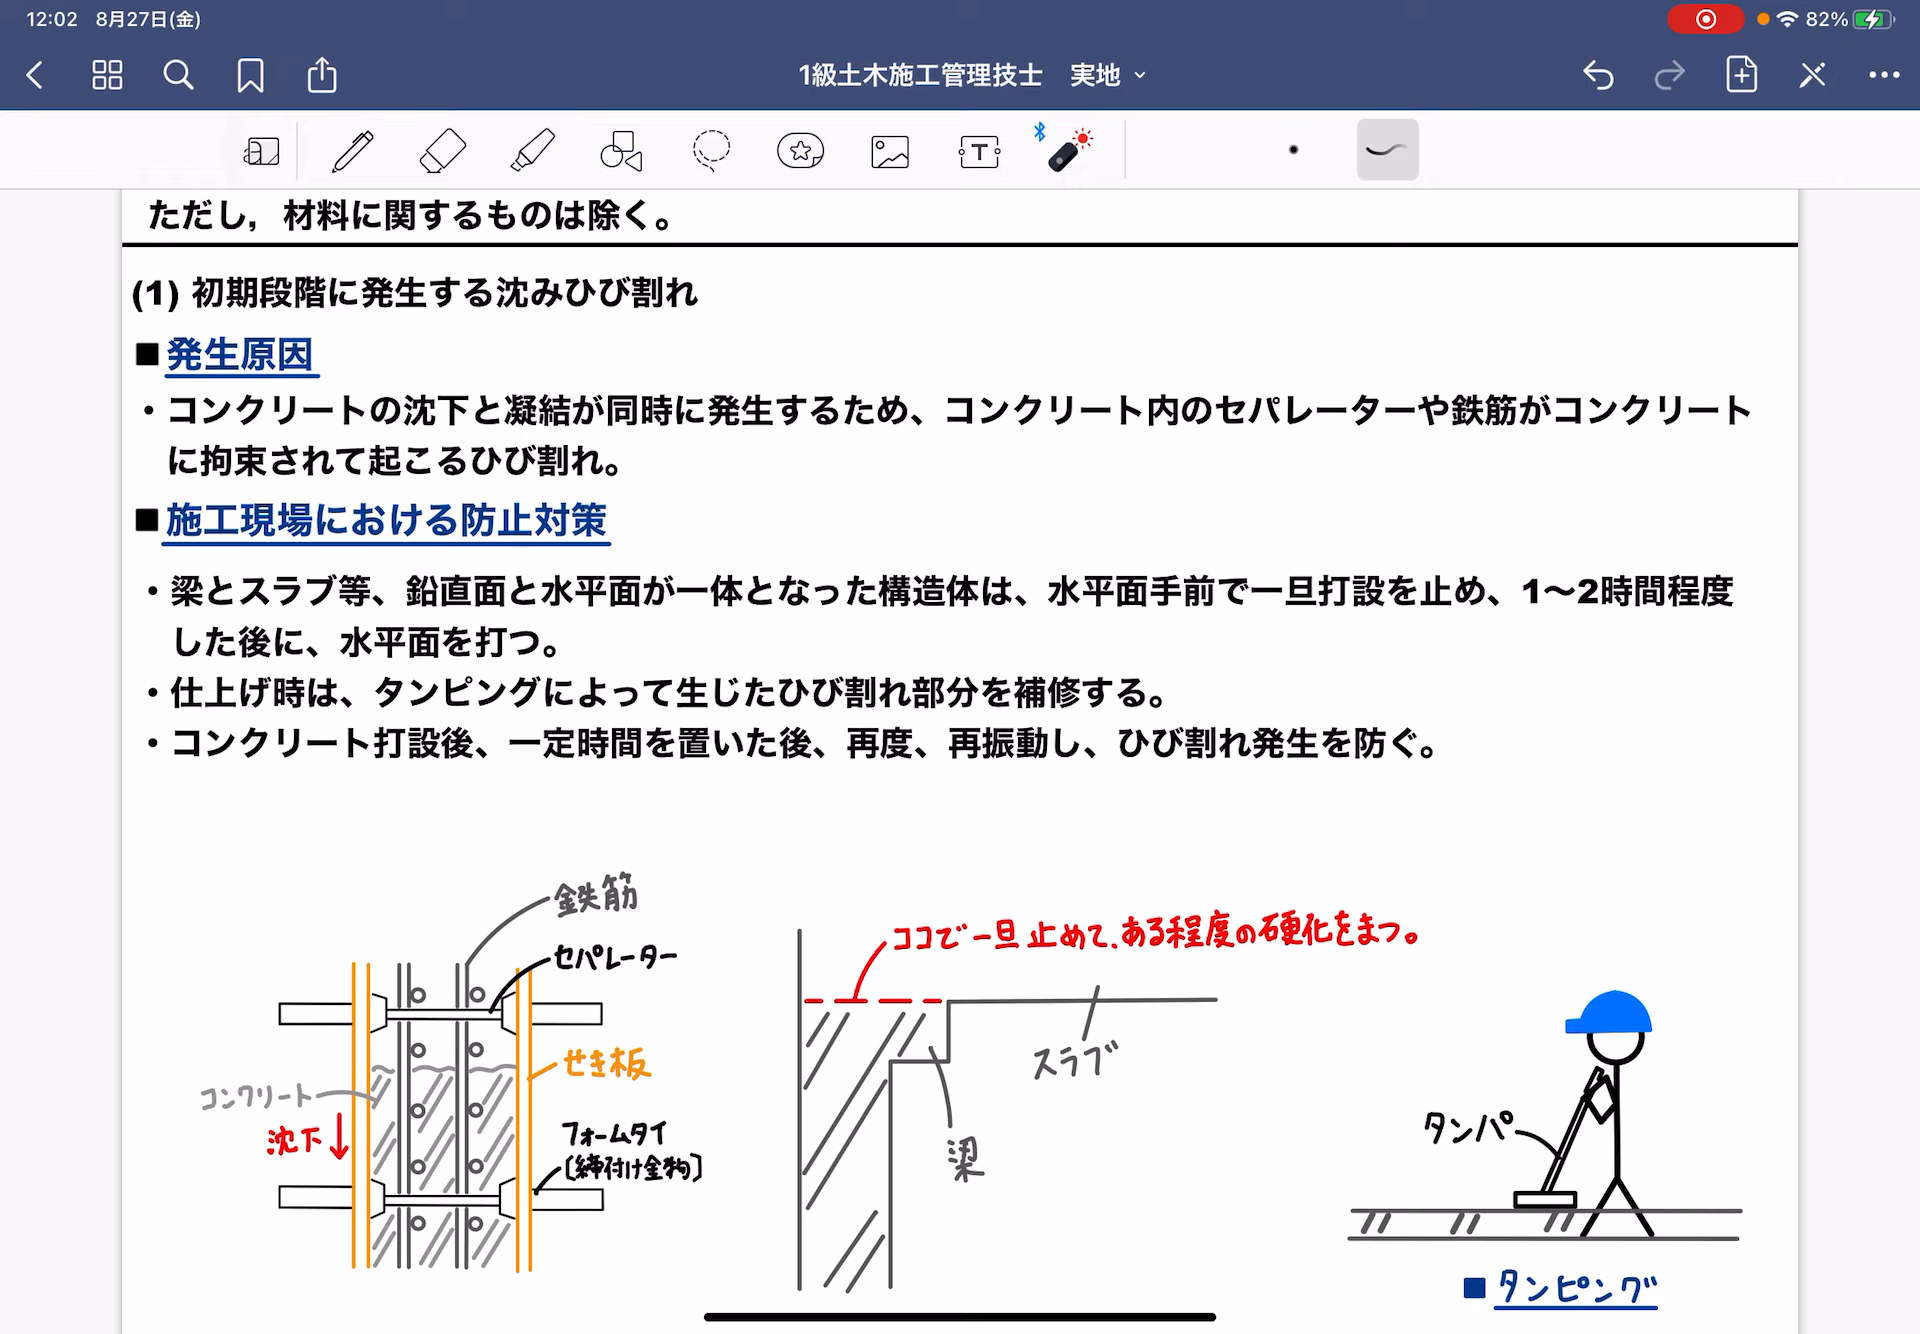 12:02 8月27日(金)
82%
1級土木施工管理技士 実地
ただし,材料に関するものは除く。
(1) 初期段階に発生する沈みひび割れ
■発生原因
・コンクリートの沈下と凝結が同時に発生するため、コンクリート内のセパレーターや鉄筋がコンクリート
に拘束されて起こるひび割れ。
■施工現場における防止対策
・梁とスラブ等、鉛直面と水平面が一体となった構造体は、水平面手前で一旦打設を止め、1〜2時間程度
した後に、水平面を打つ。
・仕上げ時は、タンピングによって生じたひび割れ部分を補修する。
・コンクリート打設後、一定時間を置いた後、再度、再振動し、ひび割れ発生を防ぐ。
鉄筋
セパレーター
せき板
コンクリート
沈下
フォームタイ
〔締付け金物〕
ココで一旦止めて、ある程度の硬化をまつ。
スラブ
梁
タンパ
■タンピング